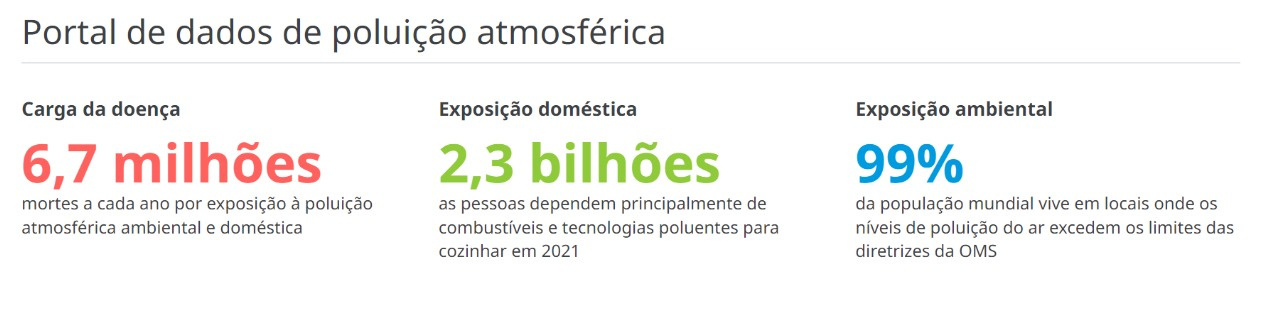 Portal de dados de poluição atmosférica
Carga da doença
6,7 milhões
mortes a cada ano por exposição à poluição
atmosférica ambiental e doméstica
Exposição doméstica
2,3 bilhões
as pessoas dependem principalmente de
combustíveis e tecnologias poluentes para
cozinhar em 2021
Exposição ambiental
99%
da população mundial vive em locais onde os
níveis de poluição do ar excedem os limites das
diretrizes da OMS